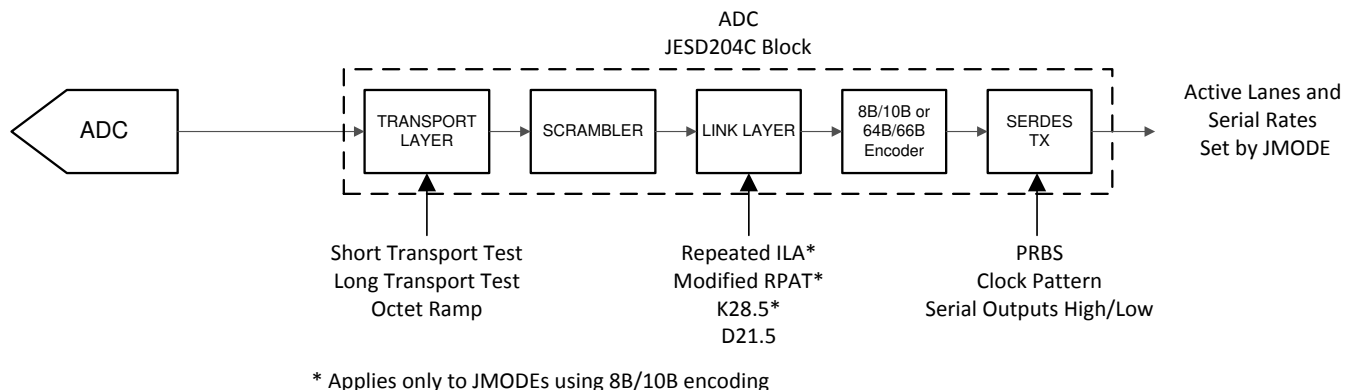 ADC
JESD204C Block
ADC
TRANSPORT
LAYER
SCRAMBLER
LINK LAYER
8B/10B or
64B/66B
Encoder
SERDES
TX
Active Lanes and
Serial Rates
Set by JMODE
Short Transport Test
Long Transport Test
Octet Ramp
Repeated ILA*
Modified RPAT*
K28.5*
D21.5
PRBS
Clock Pattern
Serial Outputs High/Low
* Applies only to JMODEs using 8B/10B encoding